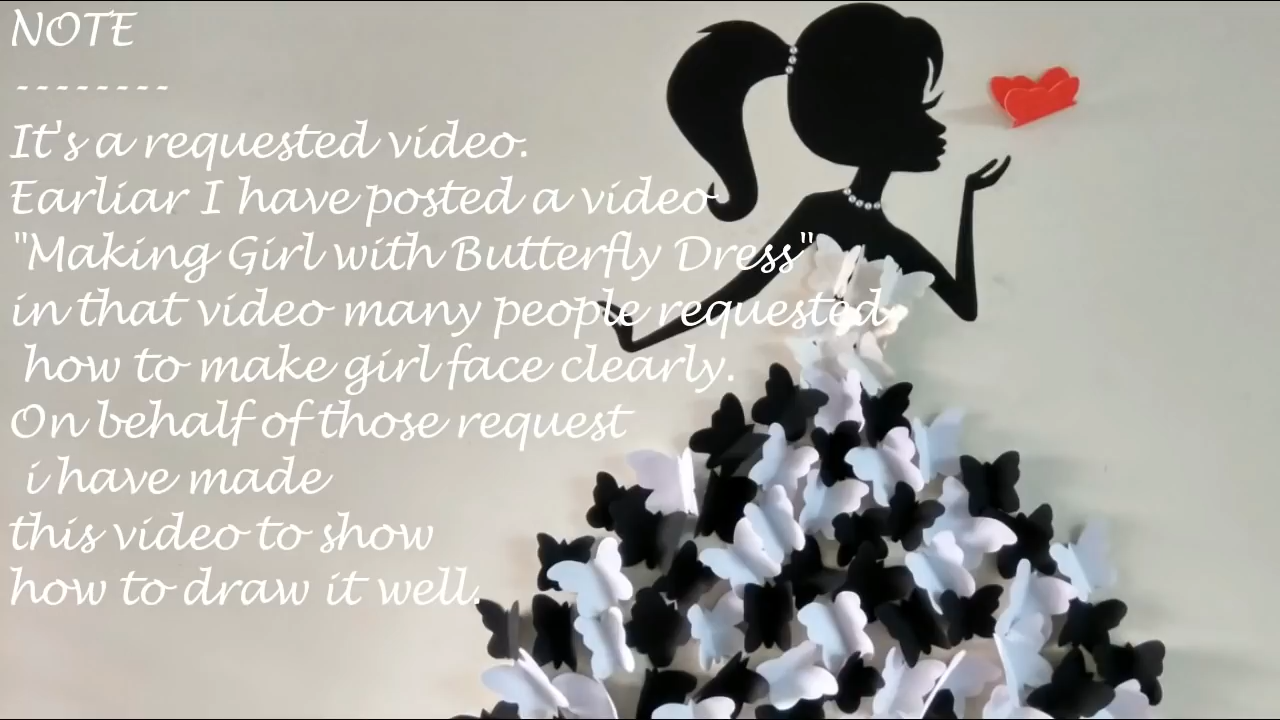 NOTE
--------
It's a requested video.
Earliar I have posted a video
"Making Girl with Butterfly Dress"
in that video many people requested
how to make girl face clearly.
On behalf of those request
i have made
this video to show
how to draw it well.